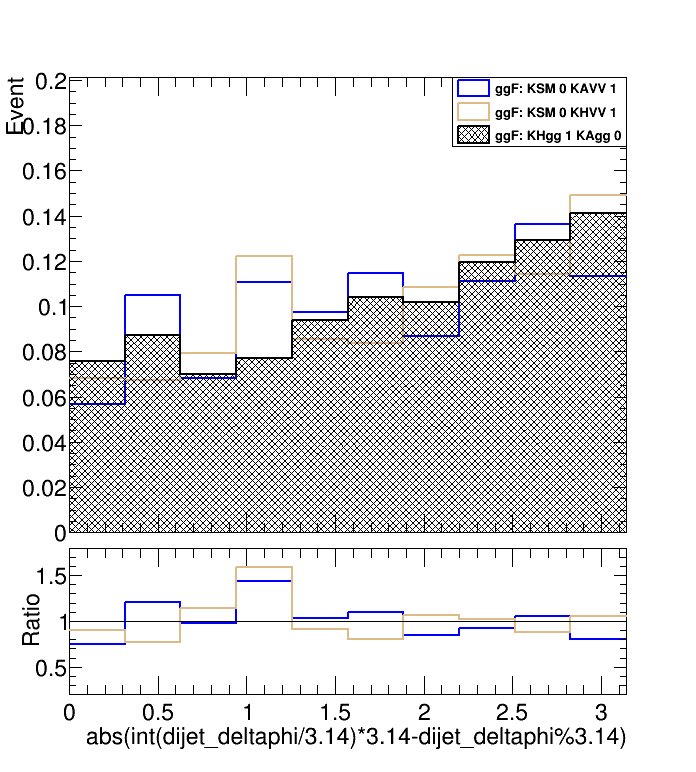 Event
0.2
0.18
0.16
0.14
0.12
0.1
0.08
0.06
0.04
0.02
0
ggF: KSM 0 KAVV 1
ggF: KSM 0 KHVV 1
ggF: KHgg 1 KAgg 0
Ratio
1.5
1
0.5
0 0.5 1 1.5 2 2.5 3
abs(int(dijet_deltaphi/3.14)*3.14-dijet_deltaphi%3.14)